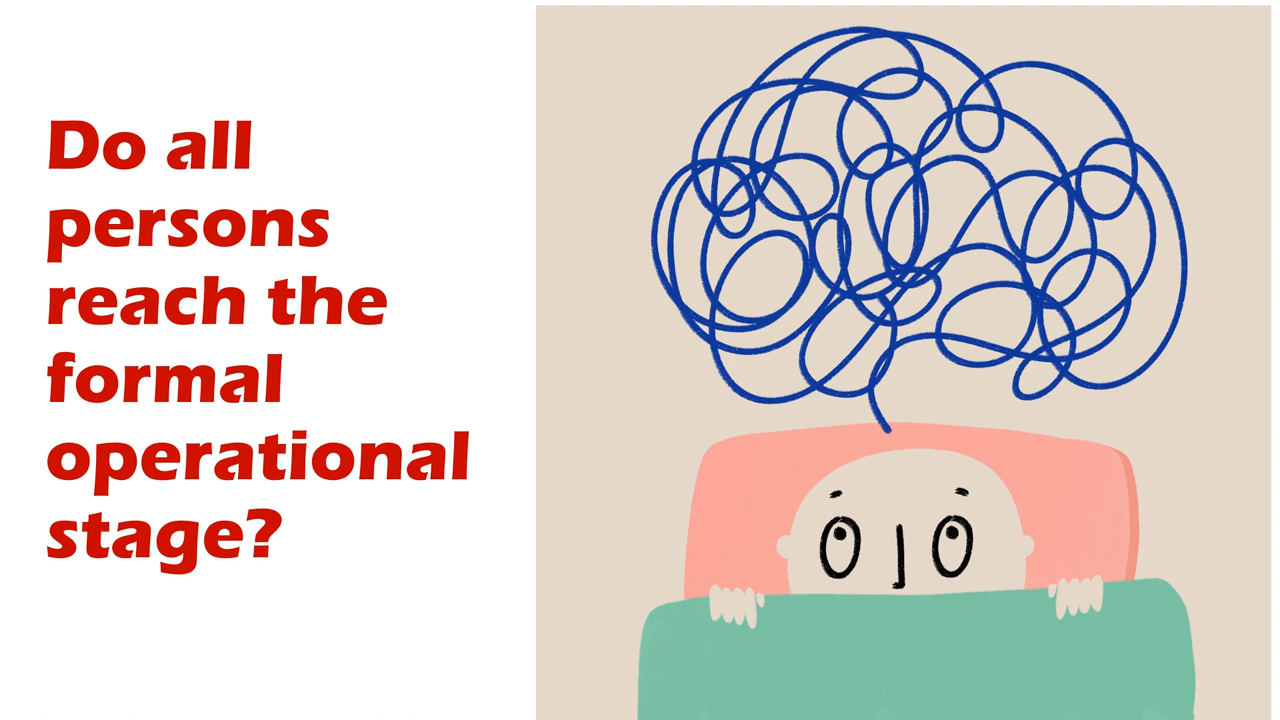 Do all
persons
reach the
formal
operational
stage?